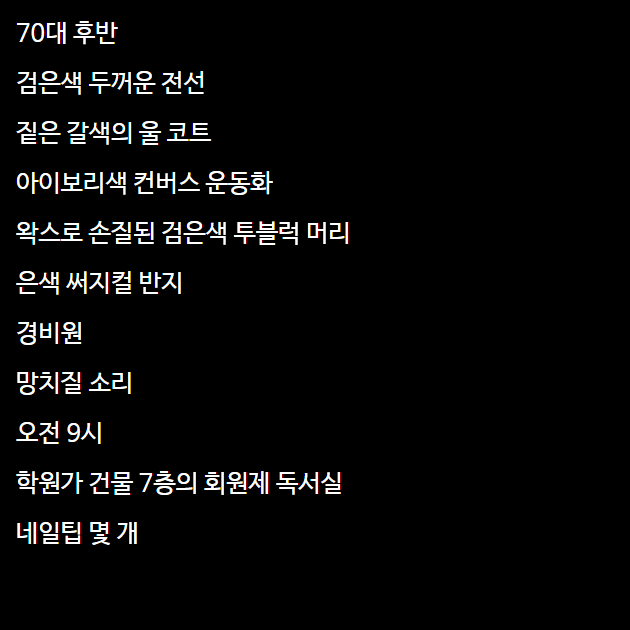 70대 후반
검은색 두꺼운 전선
짙은 갈색의 울 코트
아이보리색 컨버스 운동화
왁스로 손질된 검은색 투블럭 머리
은색 써지컬 반지
경비원
망치질 소리
오전 9시
학원가 건물 7층의 회원제 독서실
네일팁 몇 개